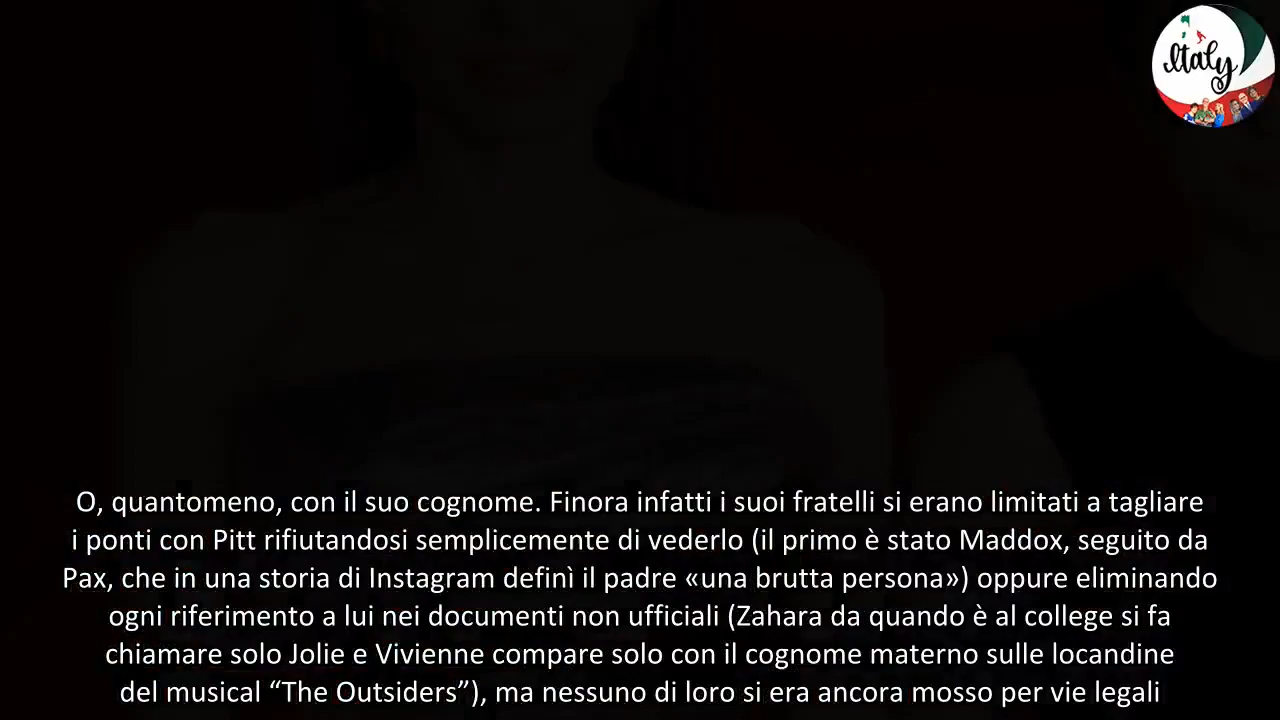 Italy
O, quantomeno, con il suo cognome. Finora infatti i suoi fratelli si erano limitati a tagliare
i ponti con Pitt rifiutandosi semplicemente di vederlo (il primo è stato Maddox, seguito da
Pax, che in una storia di Instagram definì il padre «una brutta persona») oppure eliminando
ogni riferimento a lui nei documenti non ufficiali (Zahara da quando è al college si fa
chiamare solo Jolie e Vivienne compare solo con il cognome materno sulle locandine
del musical “The Outsiders”), ma nessuno di loro si era ancora mosso per vie legali